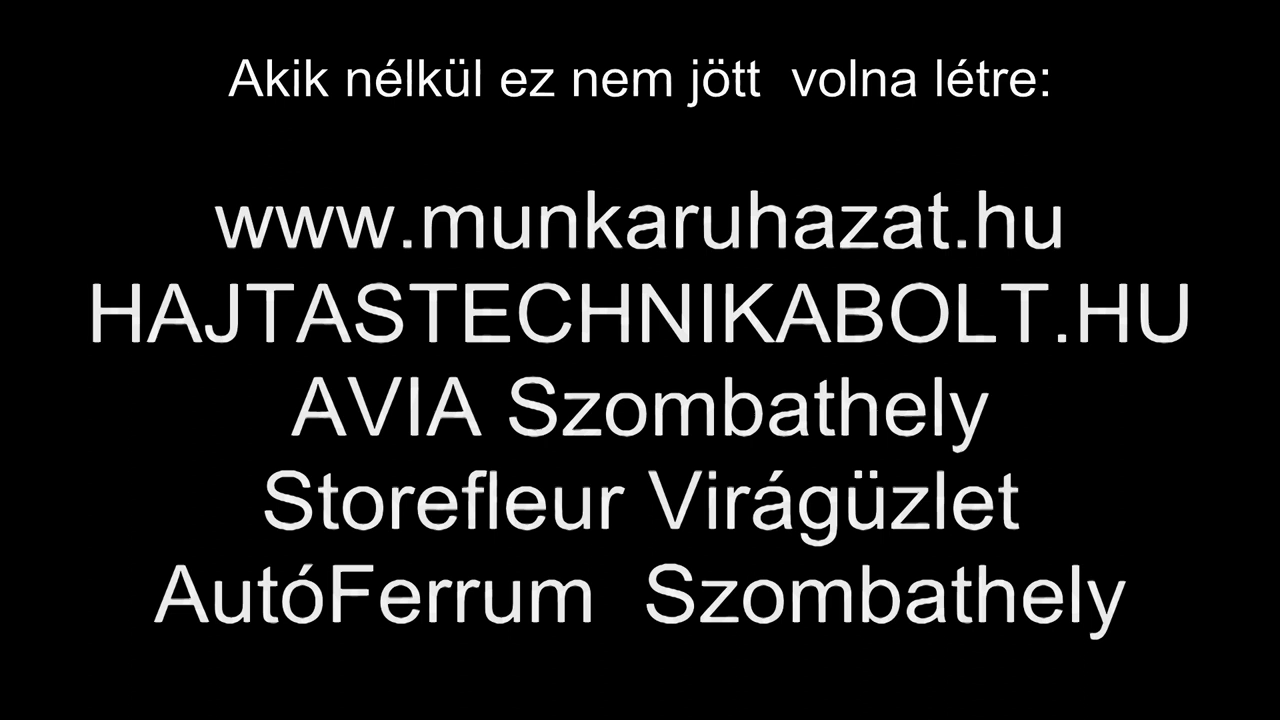 Akik nélkül ez nem jött  volna létre:
www.munkaruhazat.hu
HAJTASTECHNIKABOLT.HU
AVIA Szombathely
Storefleur Virágüzlet
AutóFerrum  Szombathely